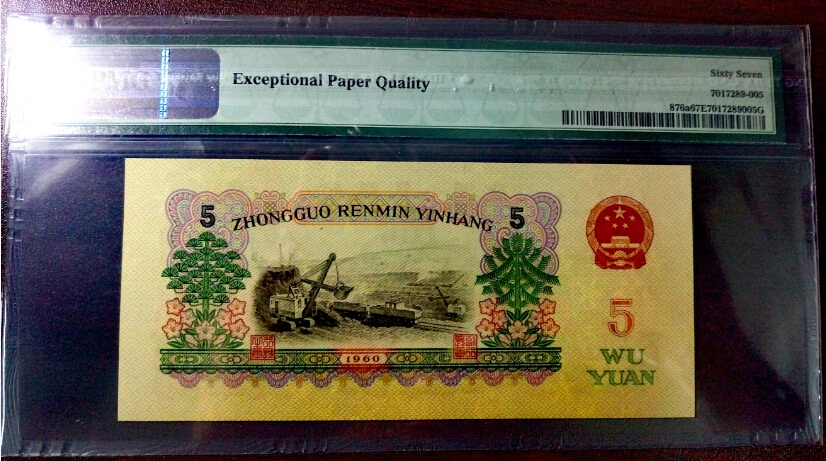 Exceptional Paper Quality
Sixty Seven
7017289-005
876a67E7017289005G
5 ZHONGGUO RENMIN YINHANG 5
5
1960
WU
YUAN